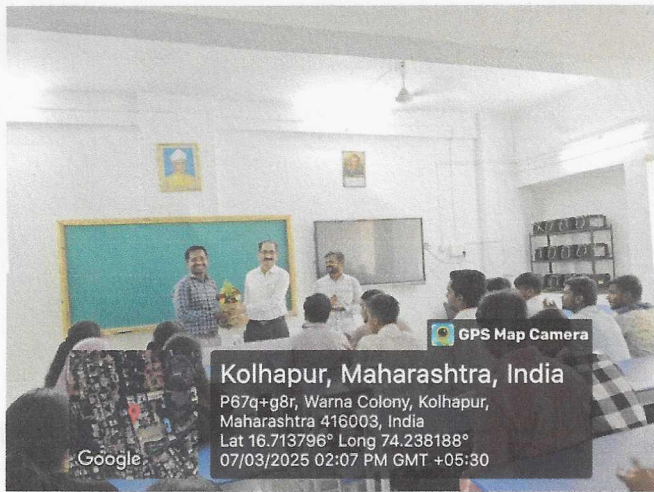 GPS Map Camera
Kolhapur, Maharashtra, India
P67q+g8r, Warna Colony, Kolhapur,
Maharashtra 416003, India
Lat 16.713796° Long 74.238188°
07/03/2025 02:07 PM GMT +05:30
Google